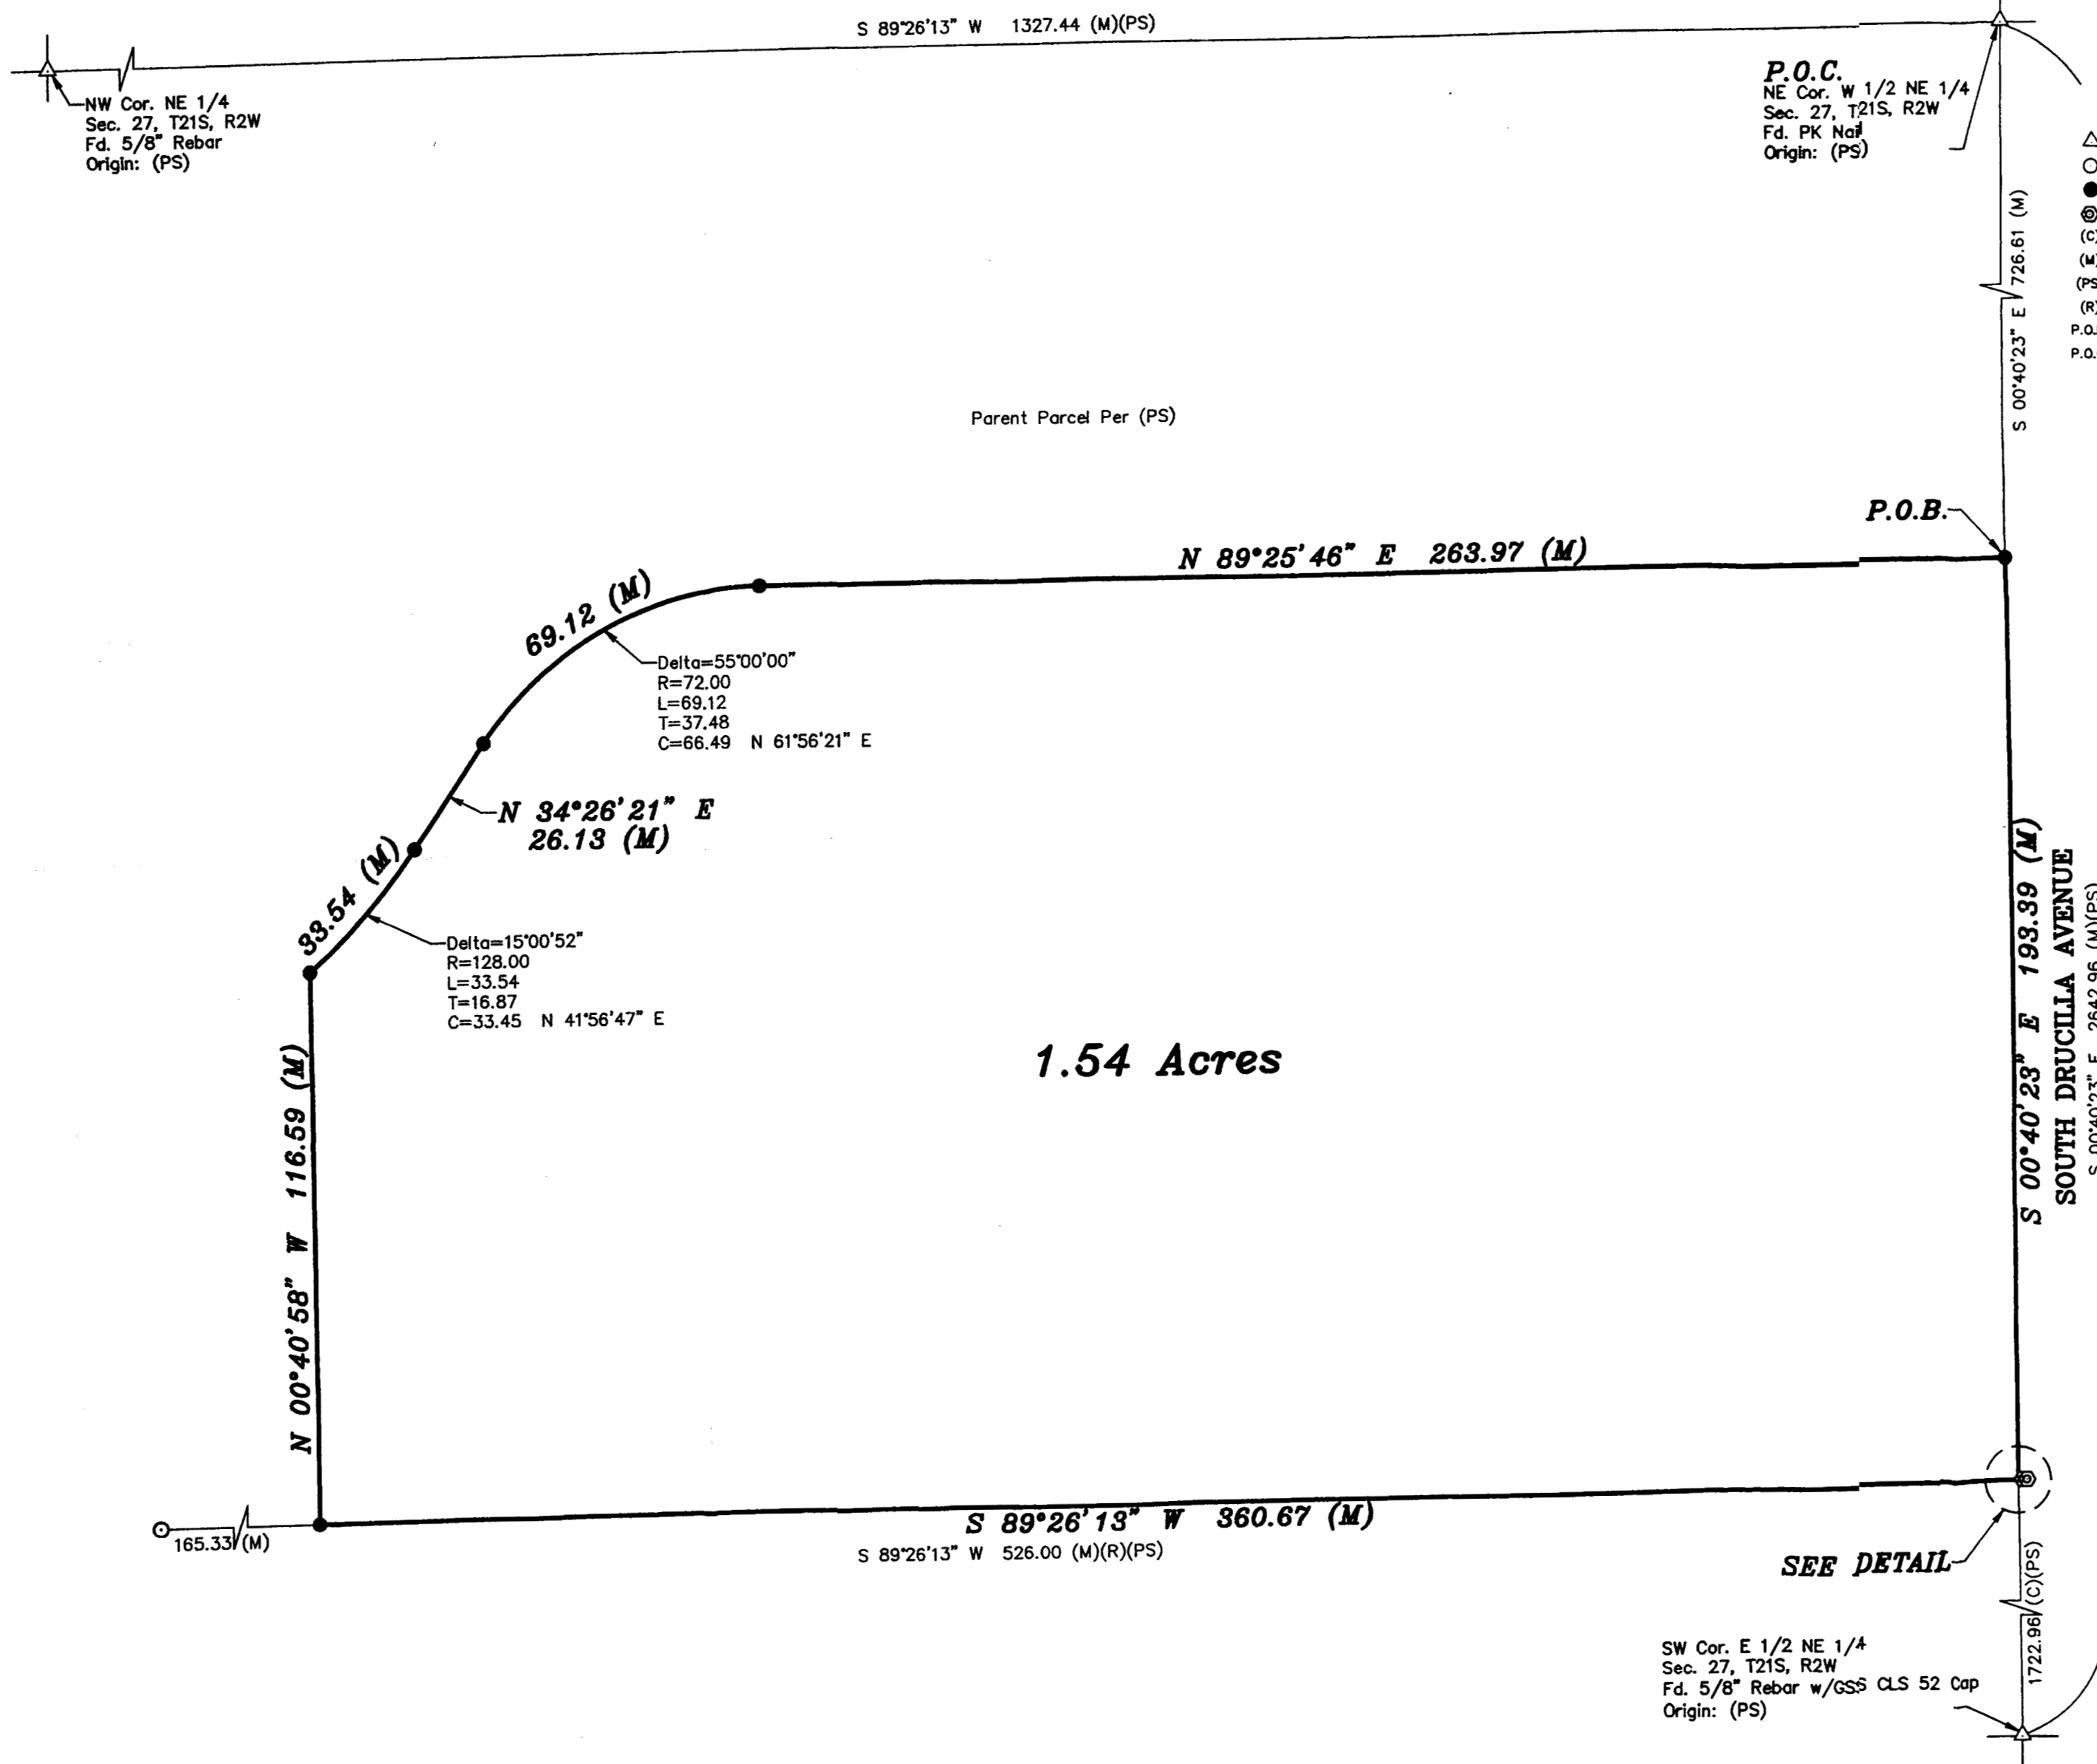 S 89°26'13" W 1327.44 (M)(PS)
NW Cor. NE 1/4
Sec. 27, T21S, R2W
Fd. 5/8" Rebar
Origin: (PS)
P.O.C.
NE Cor. W 1/2 NE 1/4
Sec. 27, T21S, R2W
Fd. PK Nail
Origin: (PS)
S 00°40'23" E 726.61 (M)
(C)
(M)
(PS
(R)
P.O.
P.O.
Parent Parcel Per (PS)
P.O.B.
N 89°25'46" E 263.97 (M)
69.12 (M)
Delta=55°00'00"
R=72.00
L=69.12
T=37.48
C=66.49 N 61°56'21" E
N 34°26'21" E
26.13 (M)
33.54 (M)
Delta=15°00'52"
R=128.00
L=33.54
T=16.87
C=33.45 N 41°56'47" E
1.54 Acres
N 00°40'58" W 116.59 (M)
S 00°40'23" E 193.39 (M)
SOUTH DRUCILLA AVENUE
S 00°40'23" E 2642.96 (M)(PS)
165.33 (M)
S 89°26'13" W 360.67 (M)
S 89°26'13" W 526.00 (M)(R)(PS)
SEE DETAIL
1722.96 (C)(PS)
SW Cor. E 1/2 NE 1/4
Sec. 27, T21S, R2W
Fd. 5/8" Rebar w/GSS CLS 52 Cap
Origin: (PS)